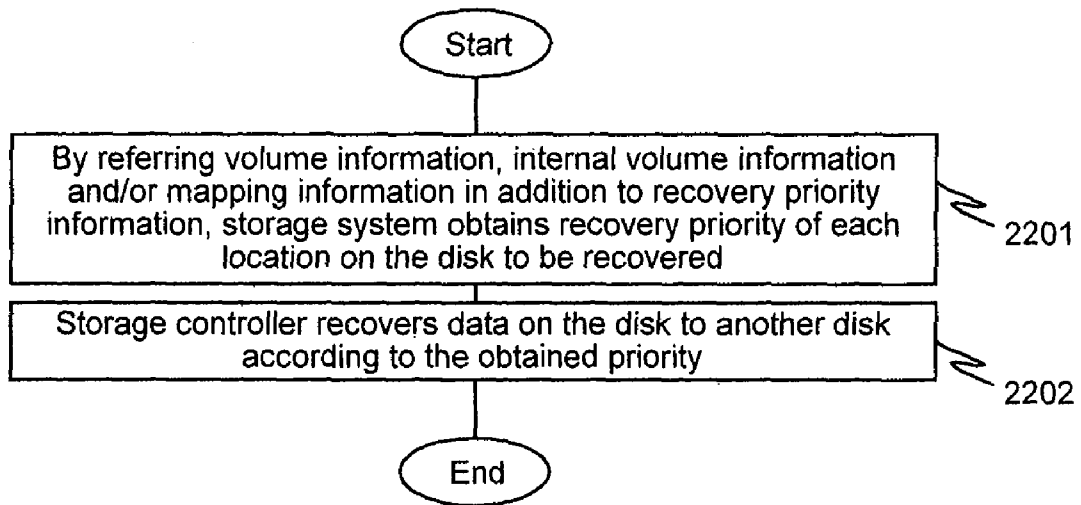 Start
By referring volume information, internal volume information
and/or mapping information in addition to recovery priority
information, storage system obtains recovery priority of each
location on the disk to be recovered
2201
Storage controller recovers data on the disk to another disk
according to the obtained priority
2202
End